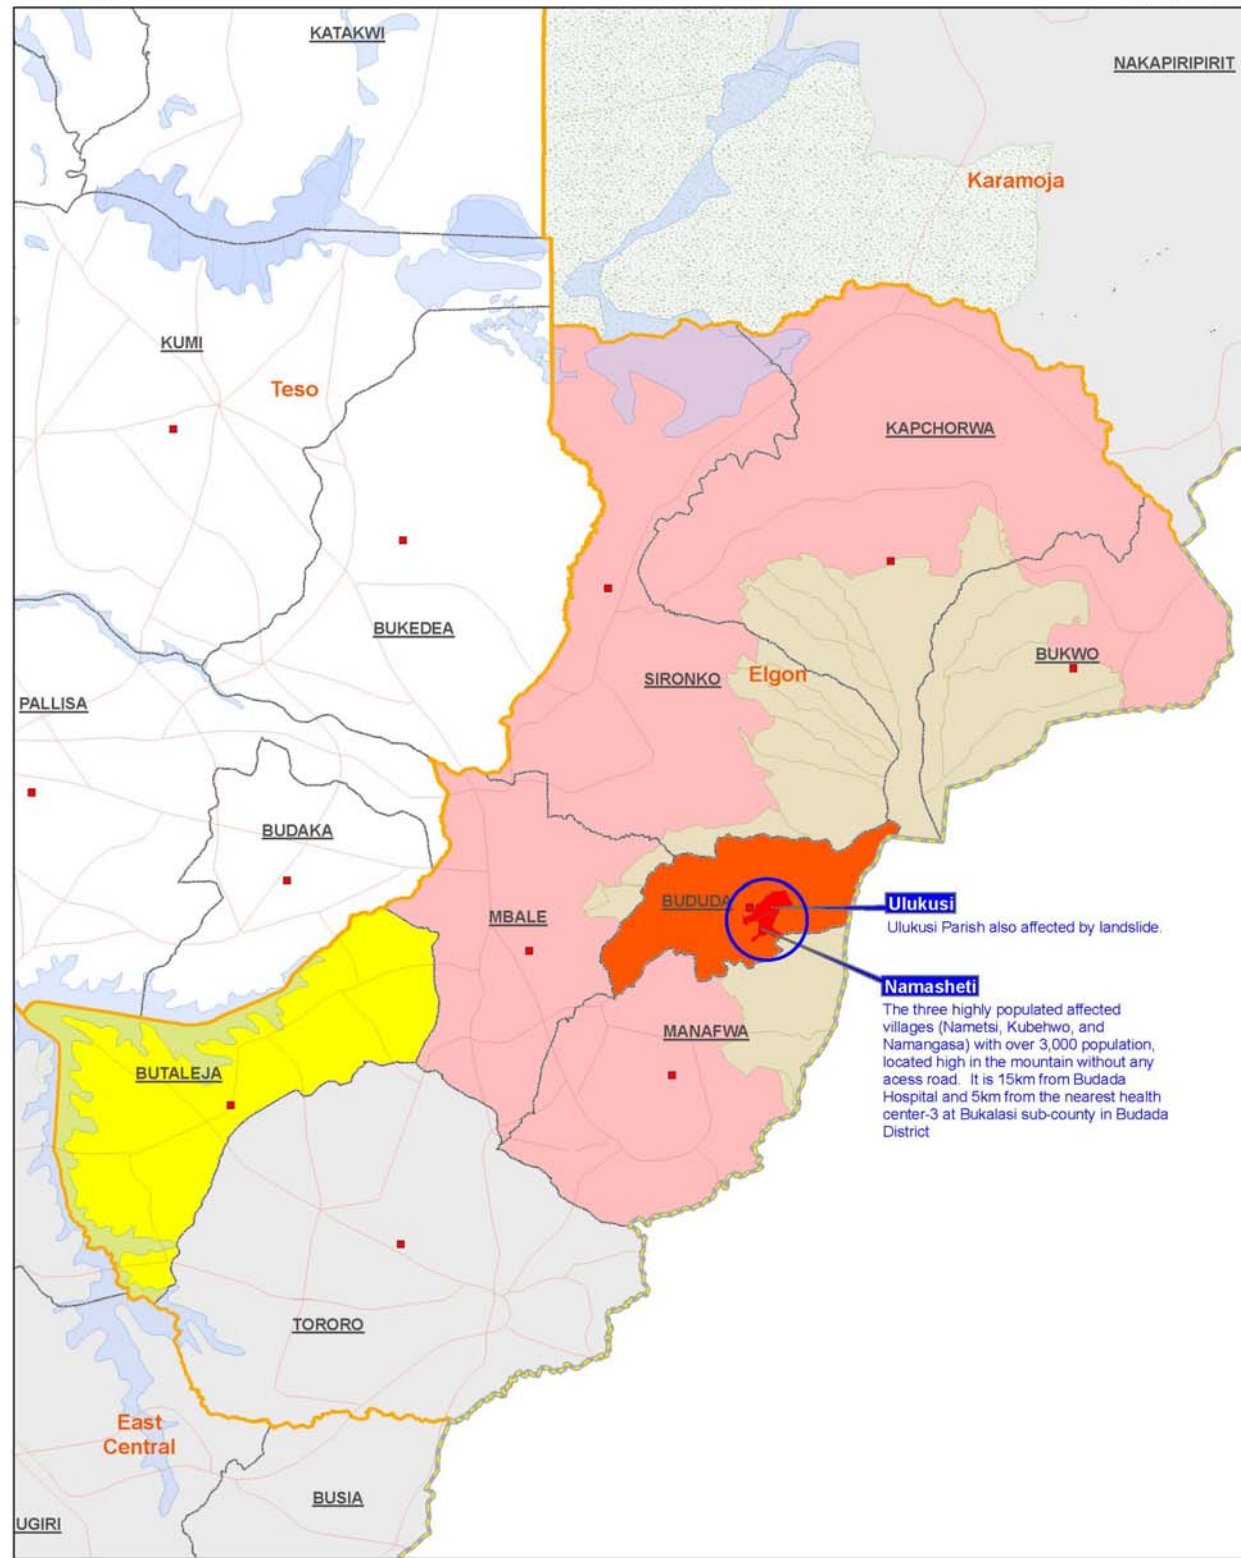 KATAKWI
NAKAPIRIPIRIT
Karamoja
KUMI
Teso
KAPCHORWA
BUKEDEA
BUKWO
SIRONKO
Elgon
PALLISA
BUDAKA
BUDUDA
Ulukusi
MBALE
Ulukusi Parish also affected by landslide.
Namasheti
The three highly populated affected
villages (Nametsi, Kubehwo, and
Namangasa) with over 3,000 population,
located high in the mountain without any
acess road. It is 15km from Budada
Hospital and 5km from the nearest health
center-3 at Bukalasi sub-county in Budada
District
MANAFWA
BUTALEJA
TORORO
East
Central
BUSIA
UGIRI